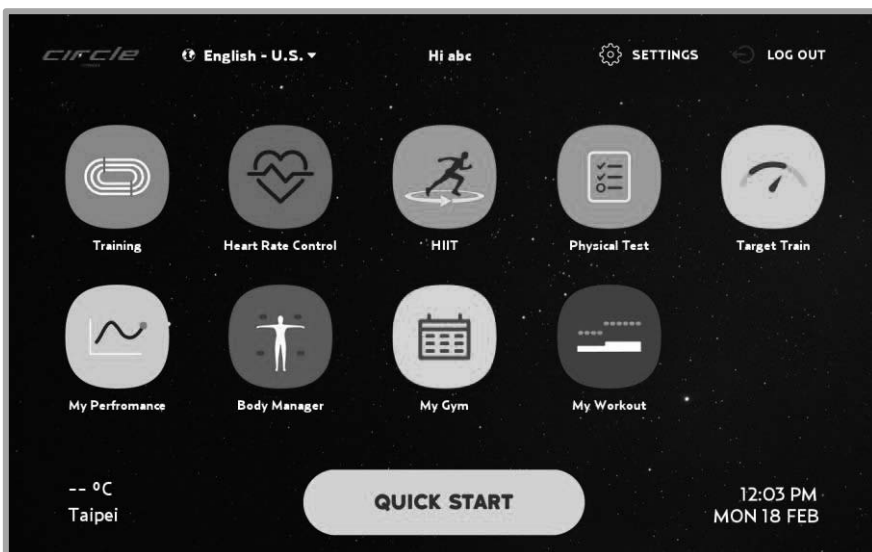 circle
English - U.S.
Hi abc
SETTINGS
LOG OUT
Training
Heart Rate Control
HIIT
Physical Test
Target Train
My Perfromance
Body Manager
My Gym
My Workout
-- °C
Taipei
QUICK START
12:03 PM
MON 18 FEB